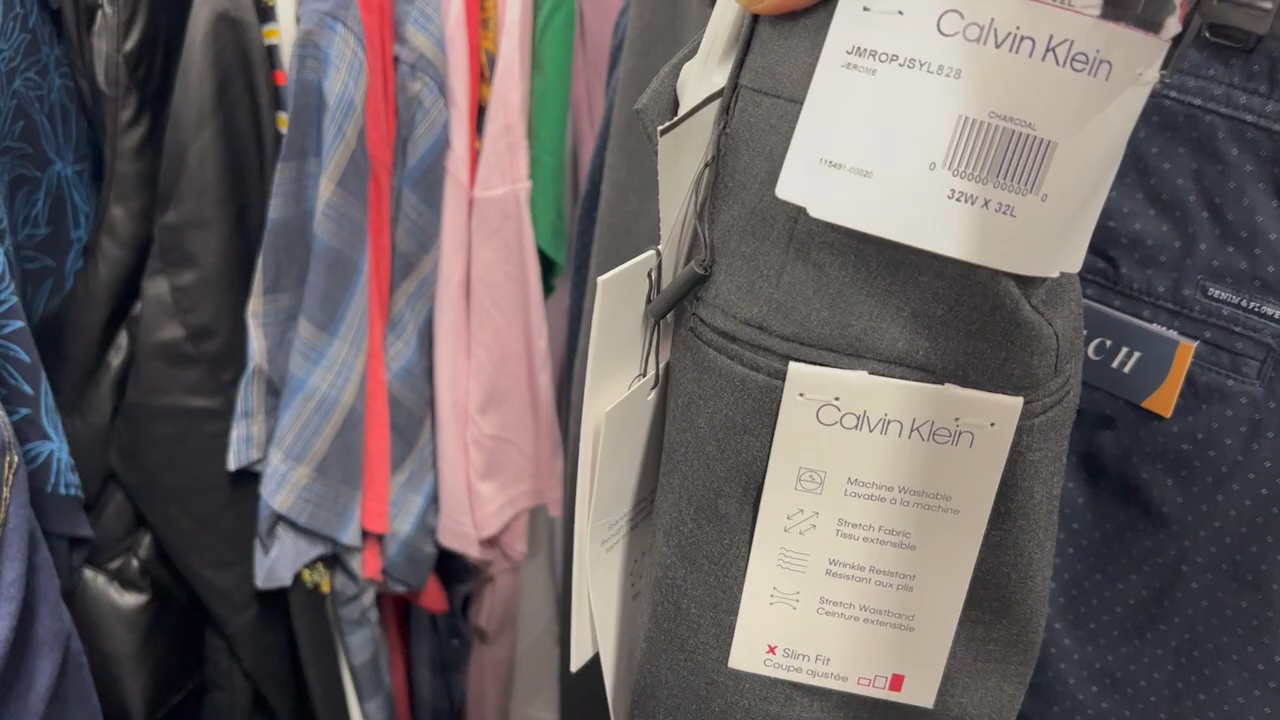 Calvin Klein
JMROPJSYL828
JEROME
CHARCOAL
115491-00020
0 00000 00000 0
32W X 32L
Calvin Klein
Machine Washable
Lavable à la machine
Stretch Fabric
Tissu extensible
Wrinkle Resistant
Résistant aux plis
Stretch Waistband
Ceinture extensible
X Slim Fit
Coupe ajustée
DENIM & FLOWE
CH